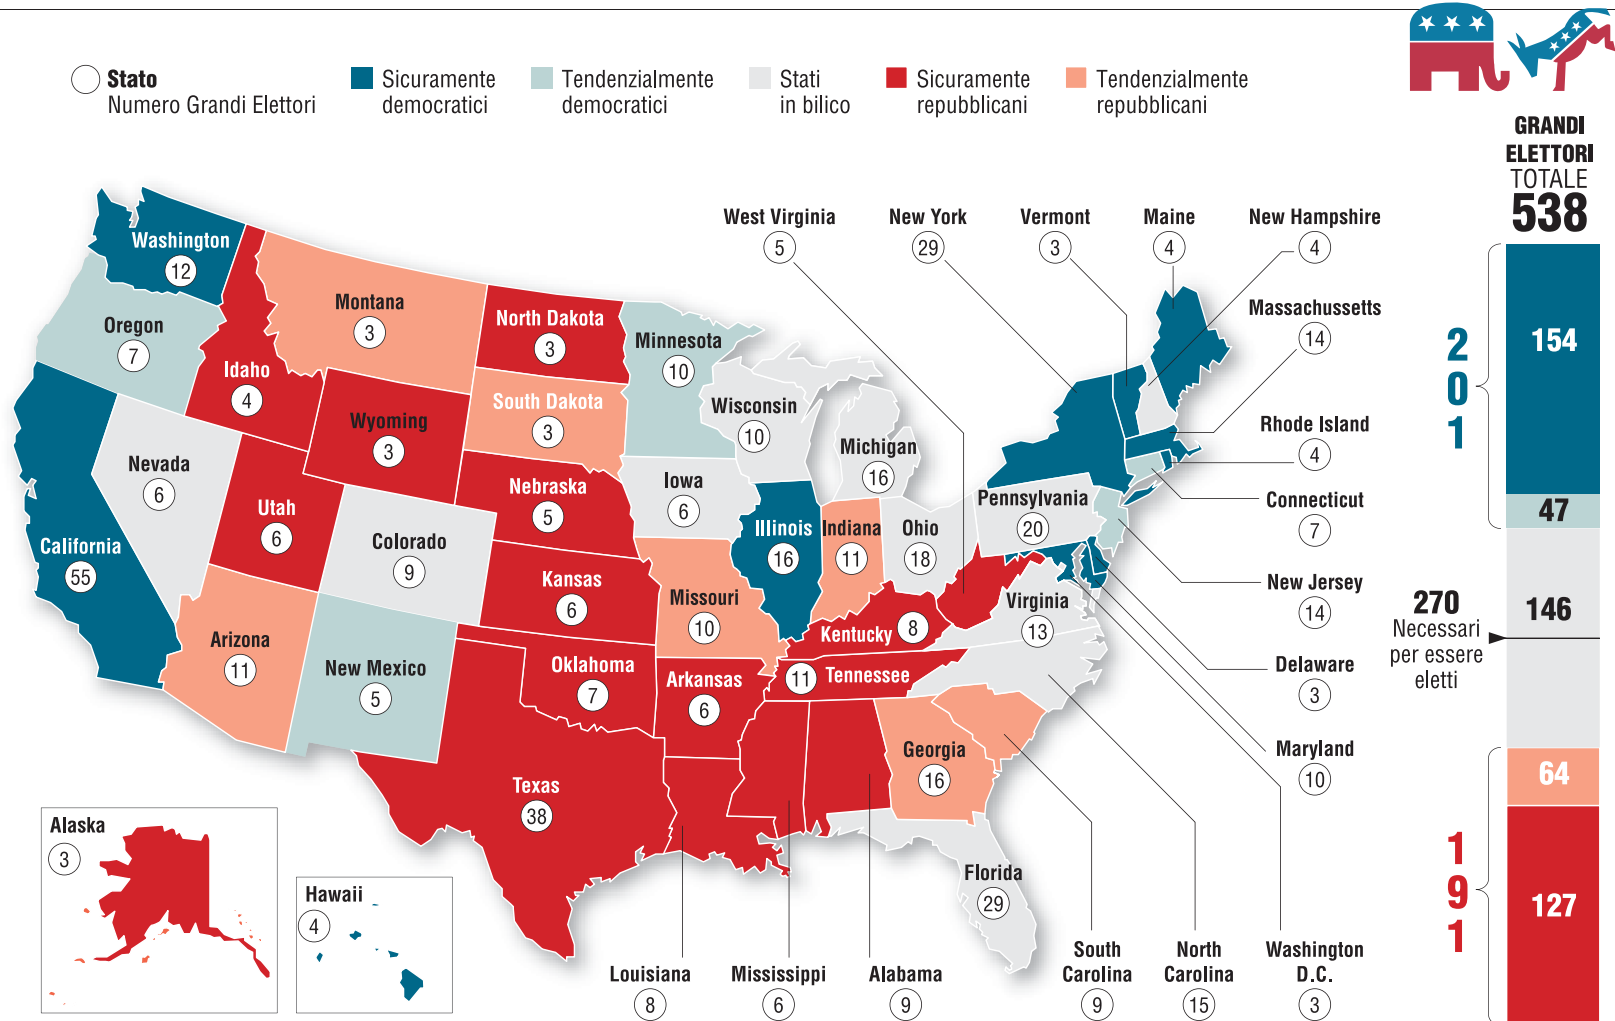 Stato
Numero Grandi Elettori
Sicuramente
democratici
Tendenzialmente
democratici
Stati
in bilico
Sicuramente
repubblicani
Tendenzialmente
repubblicani
GRANDI
ELETTORI
TOTALE
538
West Virginia
5
New York
29
Vermont
3
Maine
4
New Hampshire
4
Massachussetts
14
Rhode Island
4
Connecticut
7
New Jersey
14
Delaware
3
Maryland
10
Washington
D.C.
3
North
Carolina
15
South
Carolina
9
Alabama
9
Mississippi
6
Louisiana
8
Washington
12
Oregon
7
California
55
Nevada
6
Idaho
4
Montana
3
Wyoming
3
Utah
6
Arizona
11
Colorado
9
New Mexico
5
North Dakota
3
South Dakota
3
Nebraska
5
Kansas
6
Oklahoma
7
Texas
38
Minnesota
10
Iowa
6
Missouri
10
Arkansas
6
Wisconsin
10
Illinois
16
Michigan
16
Indiana
11
Ohio
18
Kentucky 8
11 Tennessee
Pennsylvania
20
Virginia
13
Georgia
16
Florida
29
Alaska
3
Hawaii
4
201
154
47
270
Necessari
per essere
eletti
146
191
64
127